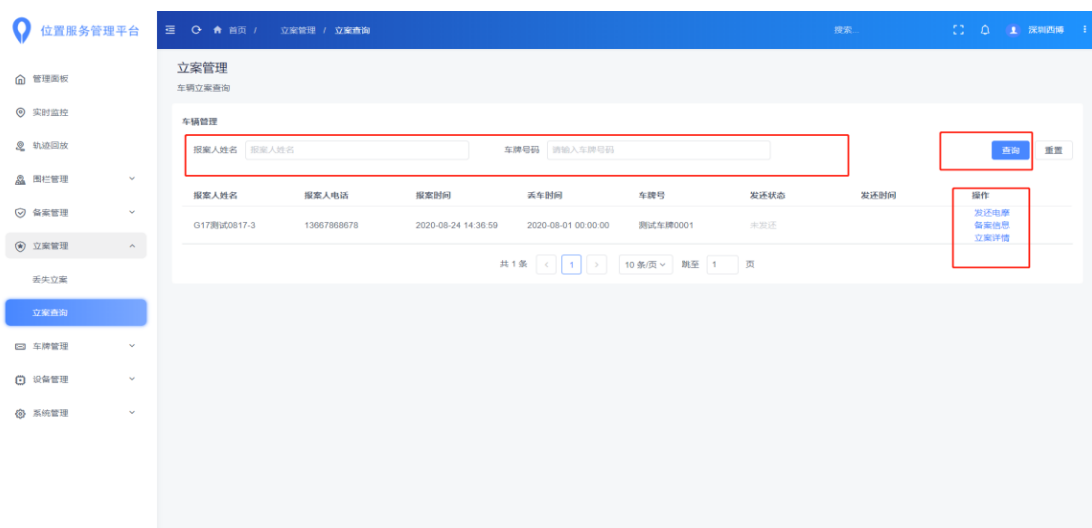 位置服务管理平台
首页 / 立案管理 / 立案查询
搜索...
深圳西博
管理面板
实时监控
轨迹回放
围栏管理
备案管理
立案管理
丢失立案
立案查询
车牌管理
设备管理
系统管理
立案管理
车辆立案查询
车辆管理
报案人姓名 报案人姓名 车牌号码 请输入车牌号码 查询 重置
报案人姓名 报案人电话 报案时间 丢车时间 车牌号 发还状态 发还时间 操作
G17测试0817-3 13667868678 2020-08-24 14:36:59 2020-08-01 00:00:00 测试车牌0001 未发还
发还电摩
备案信息
立案详情
共 1 条 < 1 > 10 条/页 跳至 1 页